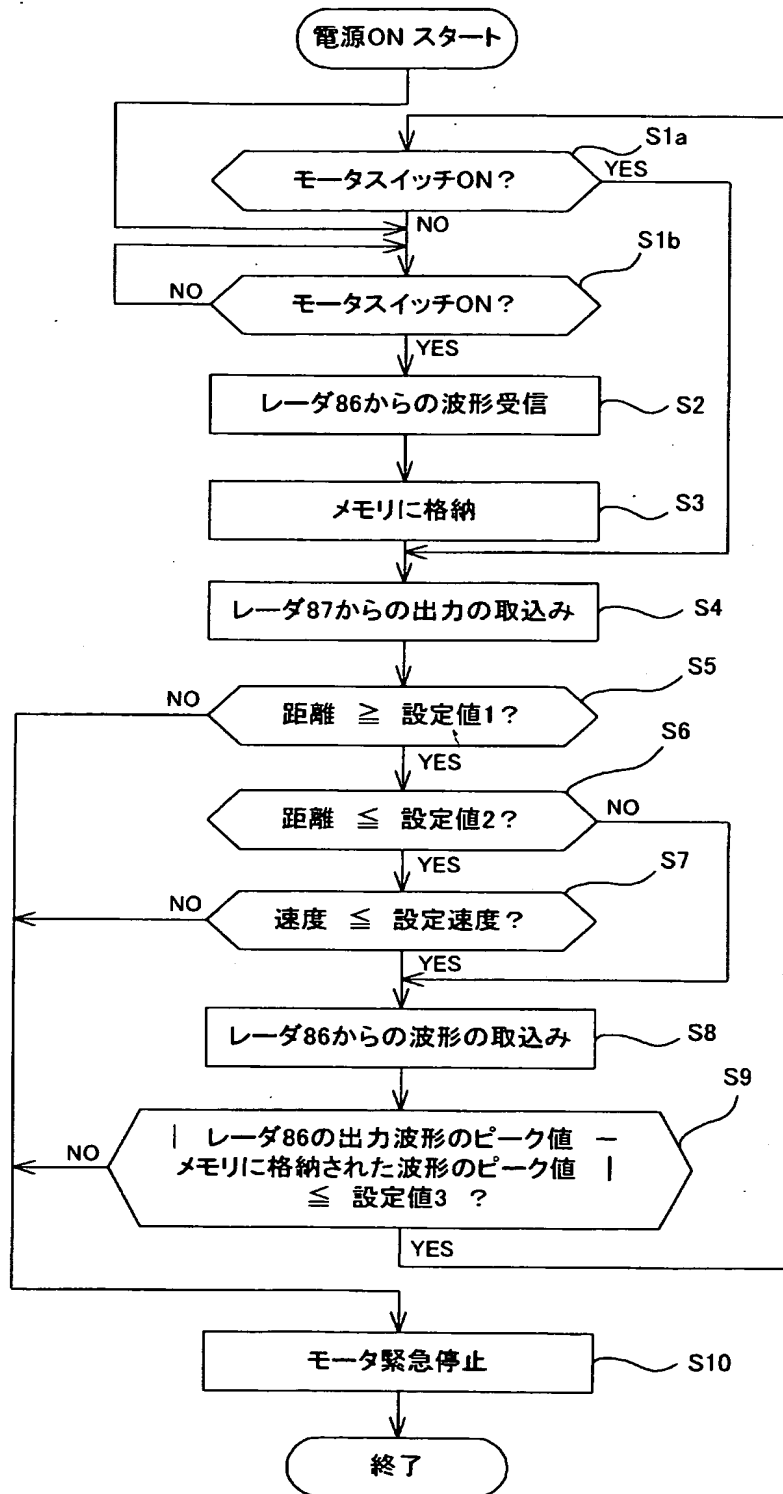 電源ON スタート
S1a
モータスイッチON？
YES
NO
S1b
モータスイッチON？
NO
YES
レーダ86からの波形受信
S2
メモリに格納
S3
レーダ87からの出力の取込み
S4
S5
距離 ≧ 設定値1？
NO
YES
S6
距離 ≦ 設定値2？
NO
YES
S7
速度 ≦ 設定速度？
NO
YES
レーダ86からの波形の取込み
S8
S9
| レーダ86の出力波形のピーク値 −
メモリに格納された波形のピーク値 |
≦ 設定値3 ？
NO
YES
モータ緊急停止
S10
終了